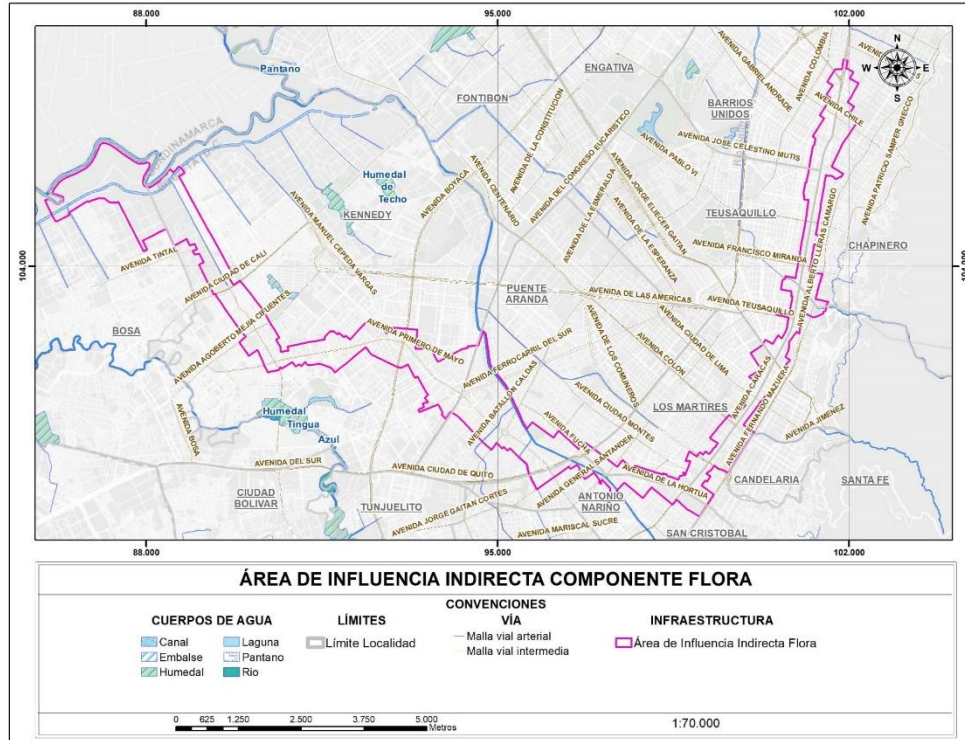 88.000
95.000
102.000
104.000
104.000
N
W
E
S
Pantano
ENGATIVA
FONTIBON
AVENIDA GABRIEL ANDRADE
AVENIDA COLOMBIA
AVENIDA CHILE
BARRIOS
UNIDOS
CUNDINAMARCA
AVENIDA DE LA CONSTITUCION
AVENIDA DEL CONGRESO EUCARISTICO
AVENIDA JOSE CELESTINO MUTIS
AVENIDA PABLO VI
AVENIDA PATRICIO SAMPER GNECCO
Humedal
de
Techo
KENNEDY
AVENIDA BOYACA
AVENIDA CENTENARIO
AVENIDA DE LA ESMERALDA
AVENIDA JORGE ELIECER GAITAN
AVENIDA DE LA ESPERANZA
TEUSAQUILLO
AVENIDA FRANCISCO MIRANDA
AVENIDA ALBERTO LLERAS CAMARGO
CHAPINERO
AVENIDA MANUEL CEPEDA VARGAS
AVENIDA TINTAL
AVENIDA CIUDAD DE CALI
PUENTE
ARANDA
AVENIDA DE LAS AMERICAS
AVENIDA TEUSAQUILLO
BOSA
AVENIDA AGOBERTO MEJIA CIFUENTES
AVENIDA PRIMERO DE MAYO
AVENIDA FERROCARRIL DEL SUR
AVENIDA DE LOS COMUNEROS
AVENIDA COLON
AVENIDA CIUDAD DE LIMA
AVENIDA CARACAS
AVENIDA FERNANDO MAZUERA
AVENIDA BATALLON CALDAS
AVENIDA CIUDAD MONTES
LOS MARTIRES
AVENIDA JIMENEZ
AVENIDA BOSA
Humedal
Tingua
Azul
AVENIDA FUCHA
AVENIDA GENERAL SANTANDER
AVENIDA DEL SUR
AVENIDA CIUDAD DE QUITO
AVENIDA DE LA HORTUA
CANDELARIA
SANTA FE
CIUDAD
BOLIVAR
TUNJUELITO
AVENIDA JORGE GAITAN CORTES
ANTONIO
NARIÑO
AVENIDA MARISCAL SUCRE
SAN CRISTOBAL
88.000
95.000
102.000
ÁREA DE INFLUENCIA INDIRECTA COMPONENTE FLORA
CONVENCIONES
CUERPOS DE AGUA
LÍMITES
VÍA
INFRAESTRUCTURA
Canal
Laguna
Límite Localidad
Malla vial arterial
Área de Influencia Indirecta Flora
Embalse
Pantano
Malla vial intermedia
Humedal
Rio
0 625 1.250 2.500 3.750 5.000
Metros
1:70.000